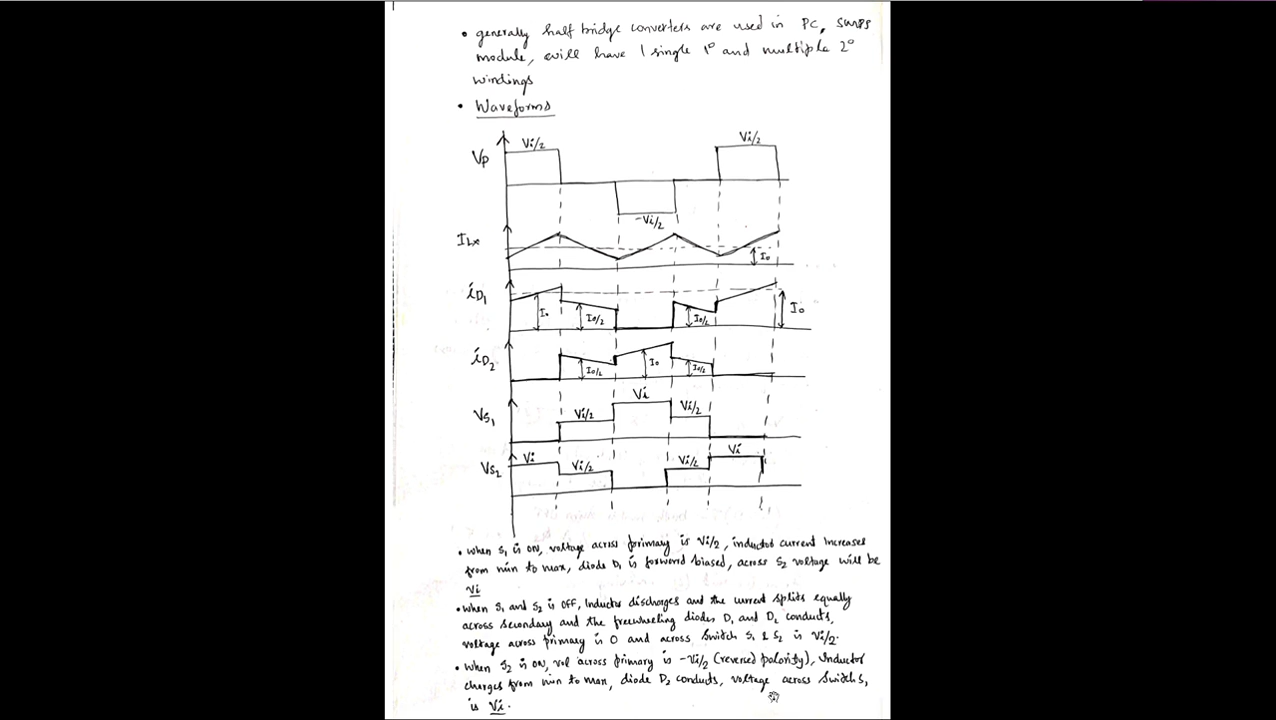 • generally half bridge converters are used in PC, SMPS
module, will have 1 single 1° and multiple 2°
windings
• Waveforms
Vi/2
Vi/2
Vp
-Vi/2
I
Io
iD1
Io
Io/2
Io/2
Io
iD2
Io/2
Io
Io/2
Vi
VS1
Vi/2
Vi/2
Vi
Vi
VS2
Vi/2
Vi/2
• When S1 is ON, voltage across primary is Vi/2, inductor current increases
from min to max, diode D1 is forward biased, across S2 voltage will be
Vi
• When S1 and S2 is OFF, Inductor discharges and the current splits equally
across secondary and the freewheeling diodes D1 and D2 conducts,
voltage across primary is 0 and across switch S1 & S2 is Vi/2.
• When S2 is ON, vol across primary is -Vi/2 (reversed polarity), Inductor
charges from min to max, diode D2 conducts, voltage across switch S1
is Vi.